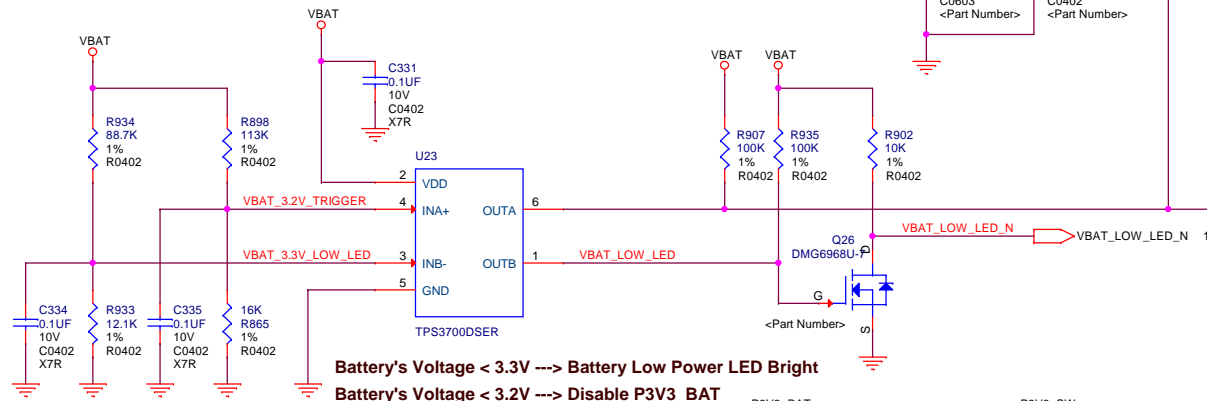 C0603
<Part Number>
C0402
<Part Number>
VBAT
VBAT
VBAT
VBAT
C331
0.1UF
10V
C0402
X7R
R934
88.7K
1%
R0402
R898
113K
1%
R0402
R907
100K
1%
R0402
R935
100K
1%
R0402
R902
10K
1%
R0402
U23
2
VDD
VBAT_3.2V_TRIGGER
4
INA+
OUTA
6
VBAT_3.3V_LOW_LED
3
INB-
OUTB
1
VBAT_LOW_LED
5
GND
TPS3700DSER
Q26
DMG6968U-7
D
G
S
<Part Number>
VBAT_LOW_LED_N
VBAT_LOW_LED_N
1
C334
0.1UF
10V
C0402
X7R
R933
12.1K
1%
R0402
C335
0.1UF
10V
C0402
X7R
16K
R865
1%
R0402
Battery's Voltage < 3.3V ---> Battery Low Power LED Bright
Battery's Voltage < 3.2V ---> Disable P3V3_BAT
P3V3_BAT
P3V3_SW